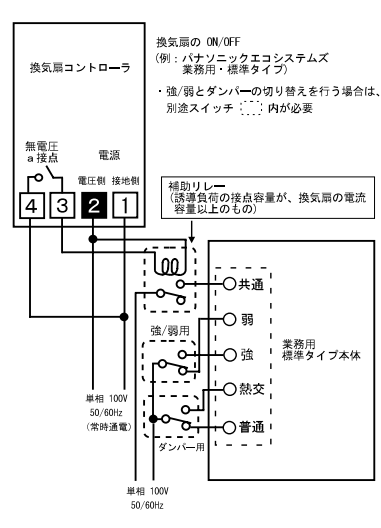 換気扇の ON/OFF
(例：パナソニックエコシステムズ
業務用・標準タイプ)
・強/弱とダンパーの切り替えを行う場合は、
別途スイッチ 内が必要
換気扇コントローラ
無電圧
a 接点
電源
電圧側 接地側
4 3 2 1
補助リレー
(誘導負荷の接点容量が、換気扇の電流
容量以上のもの)
共通
弱
強/弱用
強
業務用
標準タイプ本体
熱交
普通
ダンパー用
単相 100V
50/60Hz
(常時通電)
単相 100V
50/60Hz